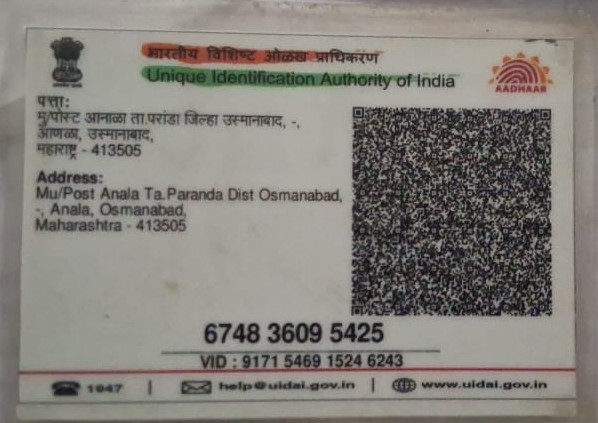 भारतीय विशिष्ट ओळख प्राधिकरण
Unique Identification Authority of India
AADHAAR
पत्ता:
मु/पोस्ट आनाळा ता.परांडा जिल्हा उस्मानाबाद, -,
आणळा, उस्मानाबाद,
महाराष्ट्र - 413505
Address:
Mu/Post Anala Ta.Paranda Dist Osmanabad,
-, Anala, Osmanabad,
Maharashtra - 413505
6748 3609 5425
VID : 9171 5469 1524 6243
1947 | help@uidai.gov.in | www.uidai.gov.in